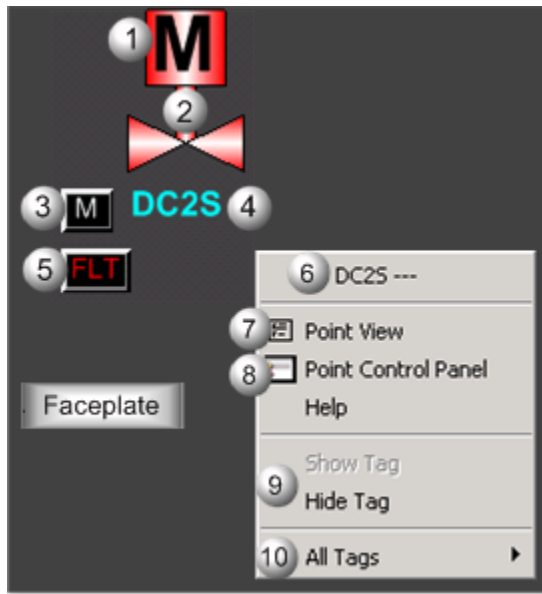 1 M
2
3 M DC2S 4
5 FLT
6 DC2S ---
7 Point View
8 Point Control Panel
Faceplate
Help
Show Tag
9
Hide Tag
10 All Tags